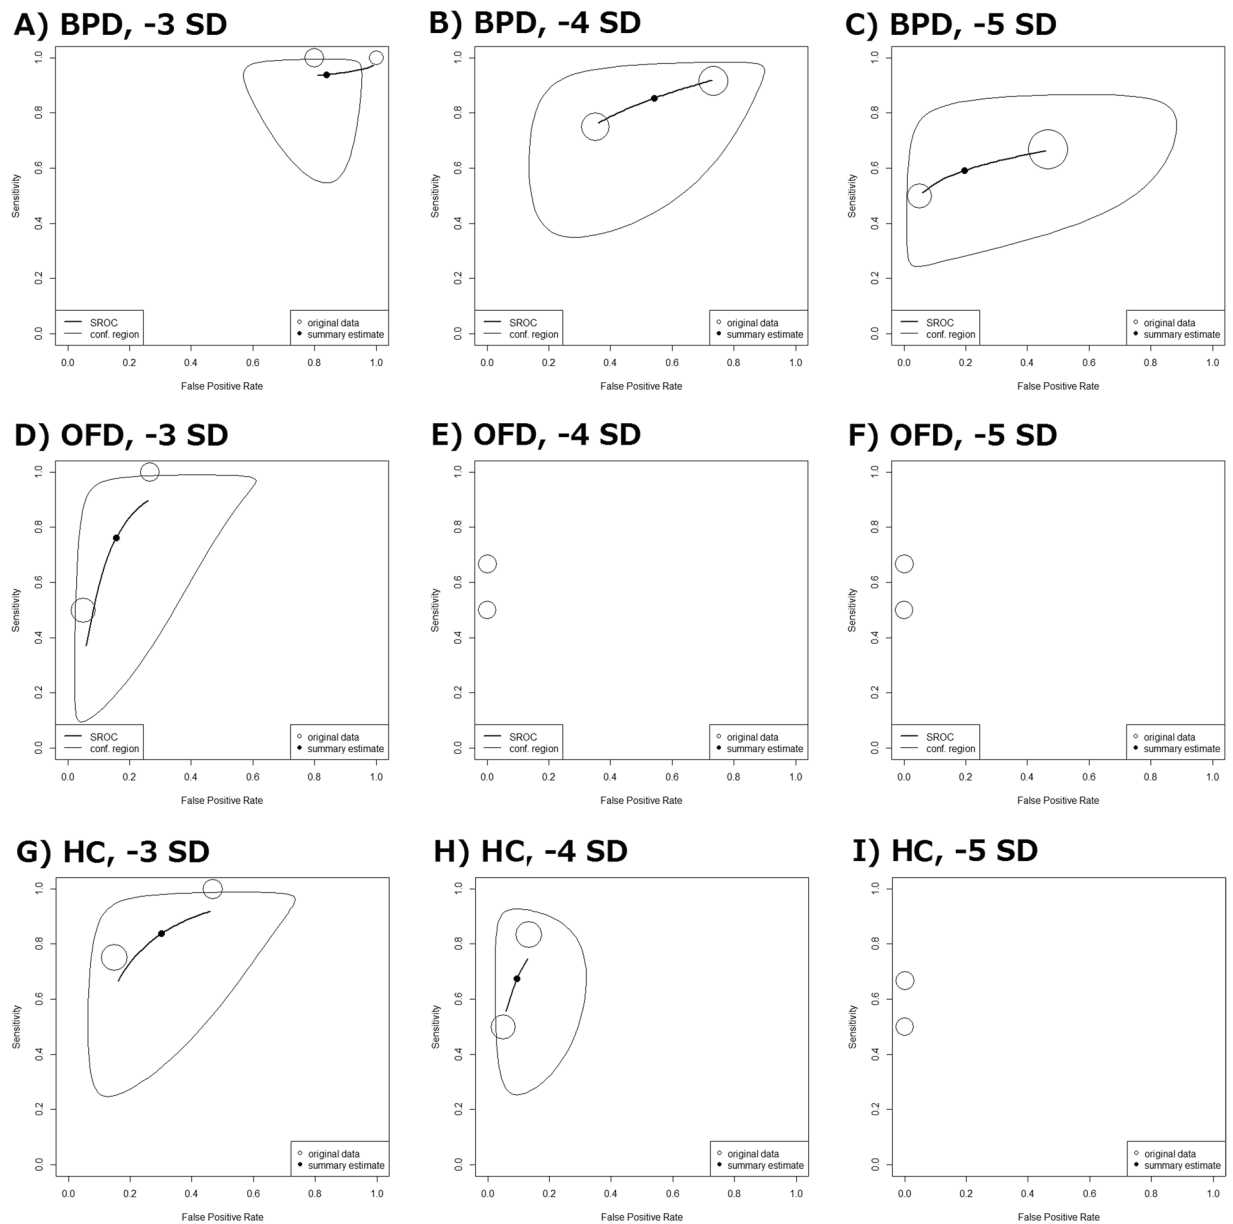 A) BPD, -3 SD
B) BPD, -4 SD
C) BPD, -5 SD
Sensitivity
0.0 0.2 0.4 0.6 0.8 1.0
SROC
conf. region
original data
summary estimate
0.0 0.2 0.4 0.6 0.8 1.0
False Positive Rate
Sensitivity
0.0 0.2 0.4 0.6 0.8 1.0
SROC
conf. region
original data
summary estimate
0.0 0.2 0.4 0.6 0.8 1.0
False Positive Rate
Sensitivity
0.0 0.2 0.4 0.6 0.8 1.0
SROC
conf. region
original data
summary estimate
0.0 0.2 0.4 0.6 0.8 1.0
False Positive Rate
D) OFD, -3 SD
E) OFD, -4 SD
F) OFD, -5 SD
Sensitivity
0.0 0.2 0.4 0.6 0.8 1.0
SROC
conf. region
original data
summary estimate
0.0 0.2 0.4 0.6 0.8 1.0
False Positive Rate
Sensitivity
0.0 0.2 0.4 0.6 0.8 1.0
SROC
conf. region
original data
summary estimate
0.0 0.2 0.4 0.6 0.8 1.0
False Positive Rate
Sensitivity
0.0 0.2 0.4 0.6 0.8 1.0
SROC
conf. region
original data
summary estimate
0.0 0.2 0.4 0.6 0.8 1.0
False Positive Rate
G) HC, -3 SD
H) HC, -4 SD
I) HC, -5 SD
Sensitivity
0.0 0.2 0.4 0.6 0.8 1.0
original data
summary estimate
0.0 0.2 0.4 0.6 0.8 1.0
False Positive Rate
Sensitivity
0.0 0.2 0.4 0.6 0.8 1.0
original data
summary estimate
0.0 0.2 0.4 0.6 0.8 1.0
False Positive Rate
Sensitivity
0.0 0.2 0.4 0.6 0.8 1.0
original data
summary estimate
0.0 0.2 0.4 0.6 0.8 1.0
False Positive Rate